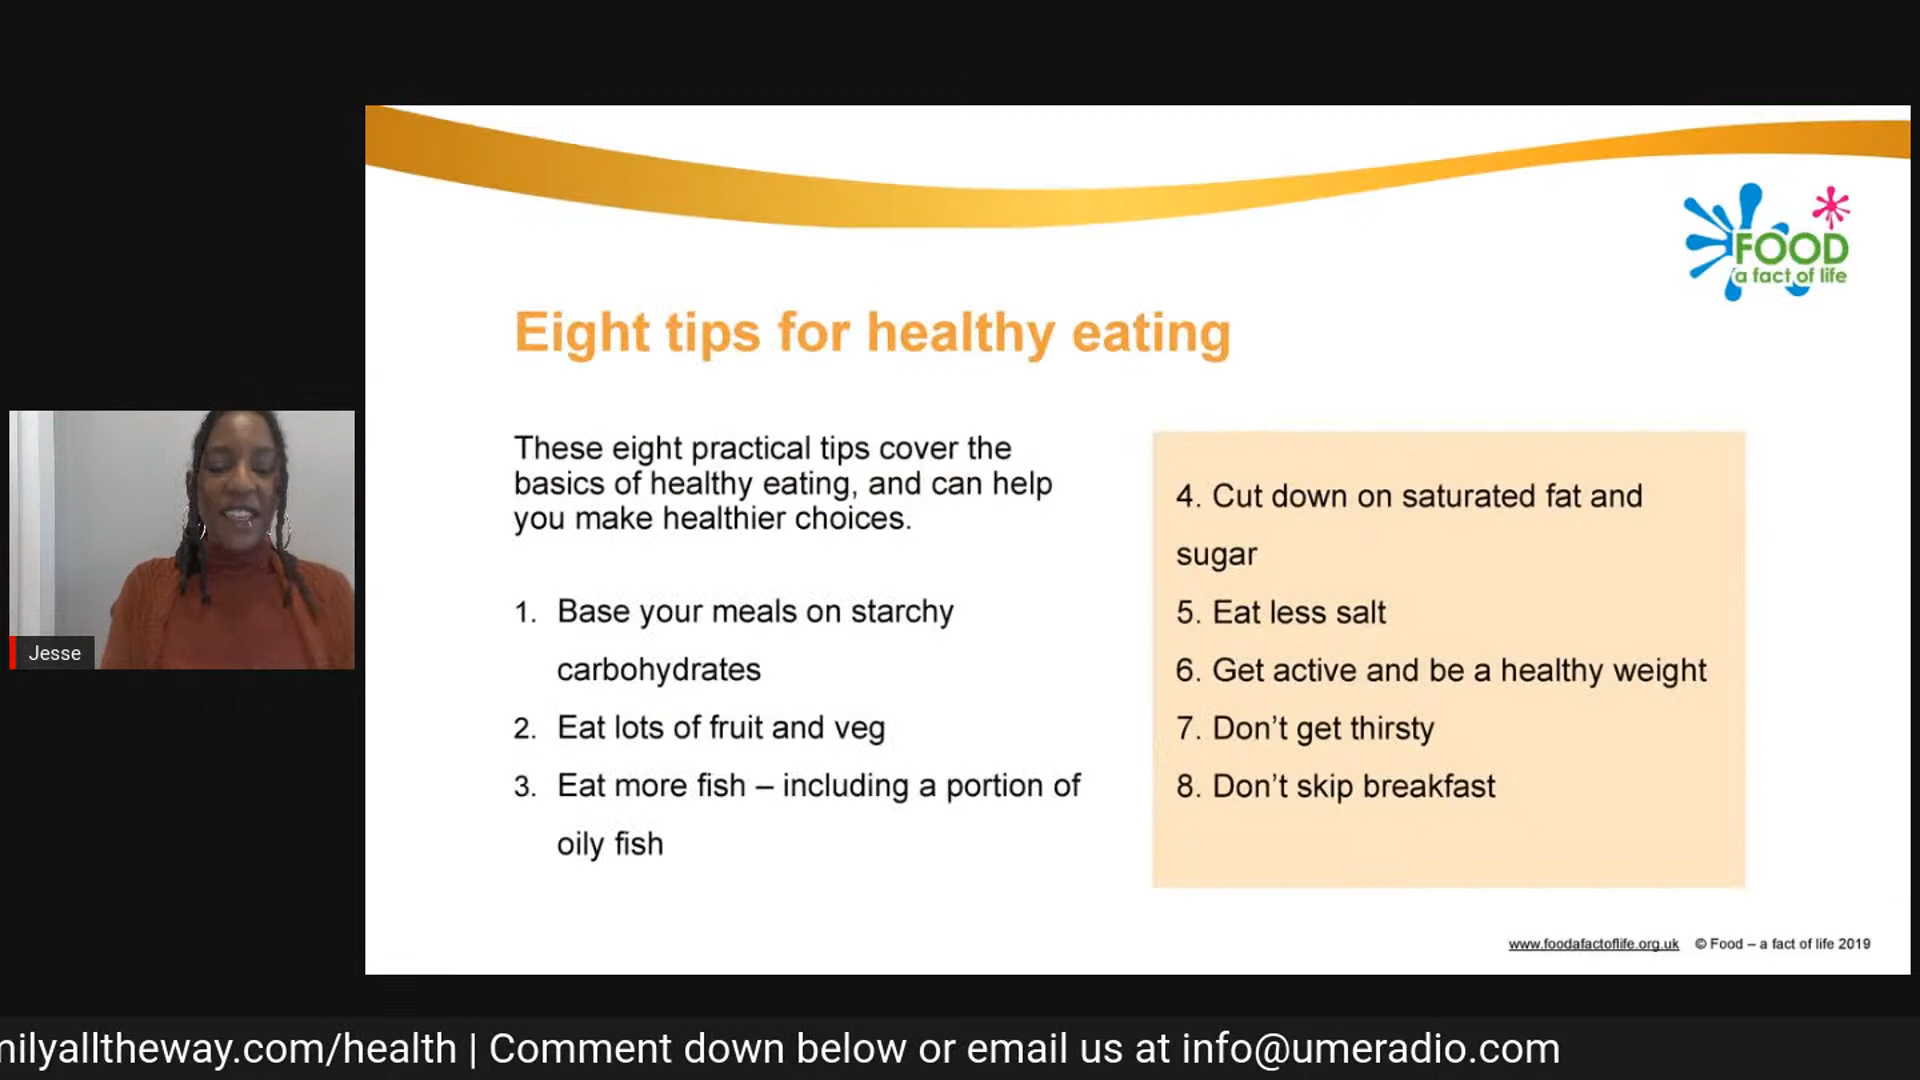 FOOD
a fact of life
Eight tips for healthy eating
These eight practical tips cover the
basics of healthy eating, and can help
you make healthier choices.
1. Base your meals on starchy
carbohydrates
2. Eat lots of fruit and veg
3. Eat more fish – including a portion of
oily fish
4. Cut down on saturated fat and
sugar
5. Eat less salt
6. Get active and be a healthy weight
7. Don’t get thirsty
8. Don’t skip breakfast
www.foodafactoflife.org.uk © Food – a fact of life 2019
Jesse
milyalltheway.com/health | Comment down below or email us at info@umeradio.com